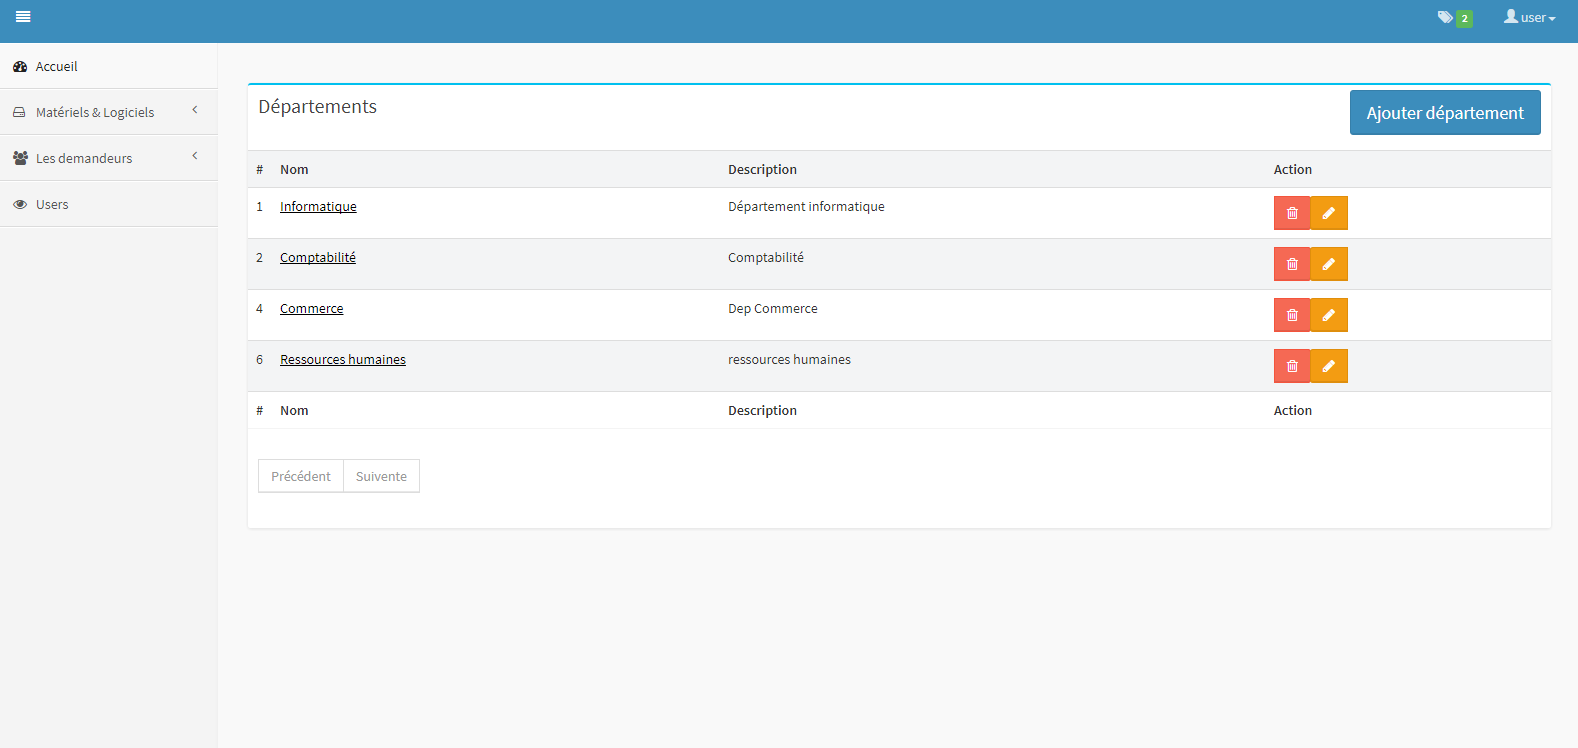 2 user
Accueil
Matériels & Logiciels
Les demandeurs
Users
Départements
Ajouter département
# Nom Description Action
1 Informatique Département informatique
2 Comptabilité Comptabilité
4 Commerce Dep Commerce
6 Ressources humaines ressources humaines
# Nom Description Action
Précédent Suivente